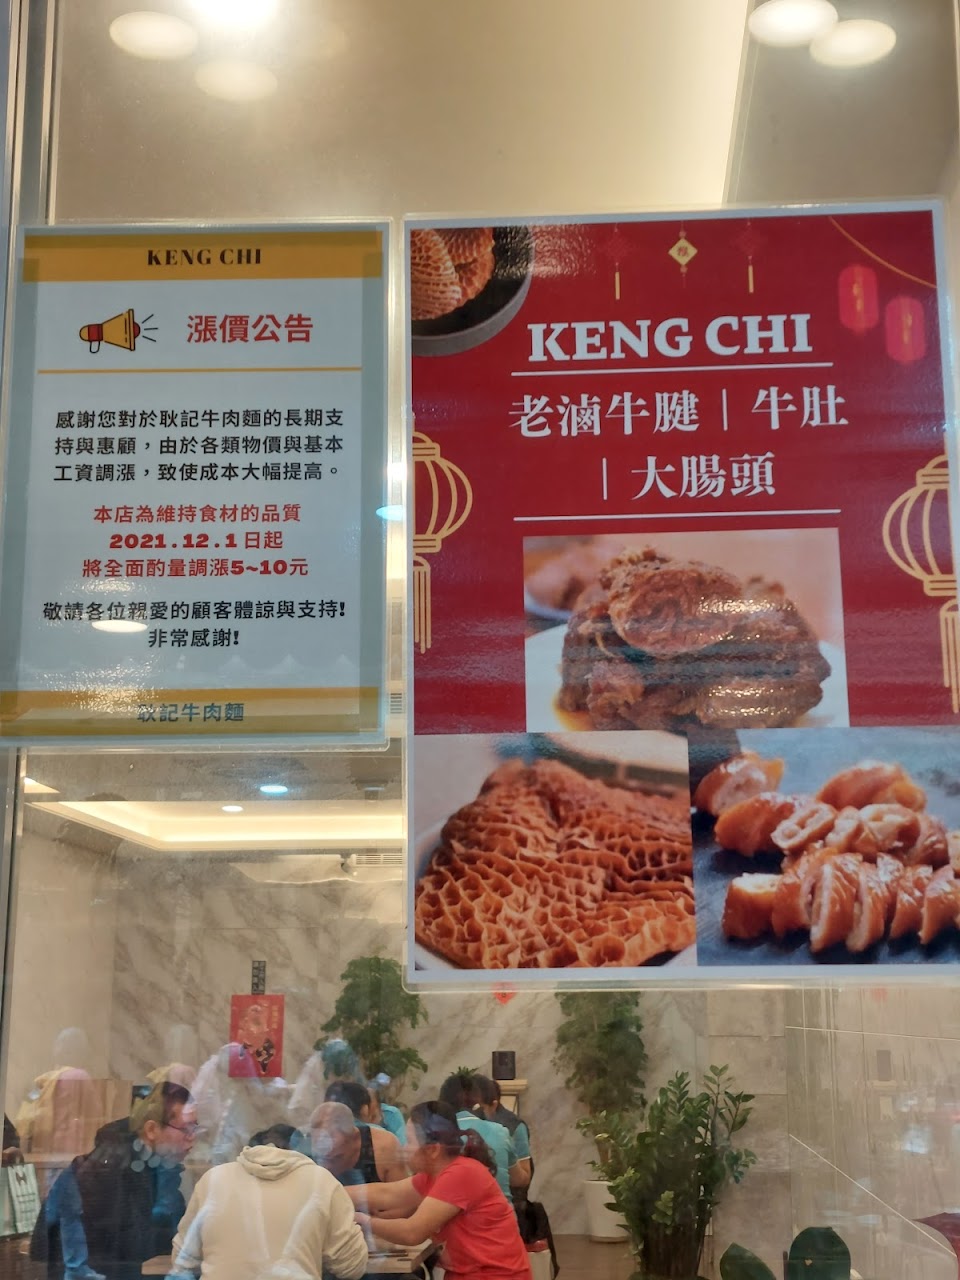 KENG CHI
漲價公告
感謝您對於耿記牛肉麵的長期支
持與惠顧，由於各類物價與基本
工資調漲，致使成本大幅提高。
本店為維持食材的品質
2021.12.1日起
將全面酌量調漲5~10元
敬請各位親愛的顧客體諒與支持!
非常感謝!
耿記牛肉麵
KENG CHI
老滷牛腱｜牛肚
｜大腸頭